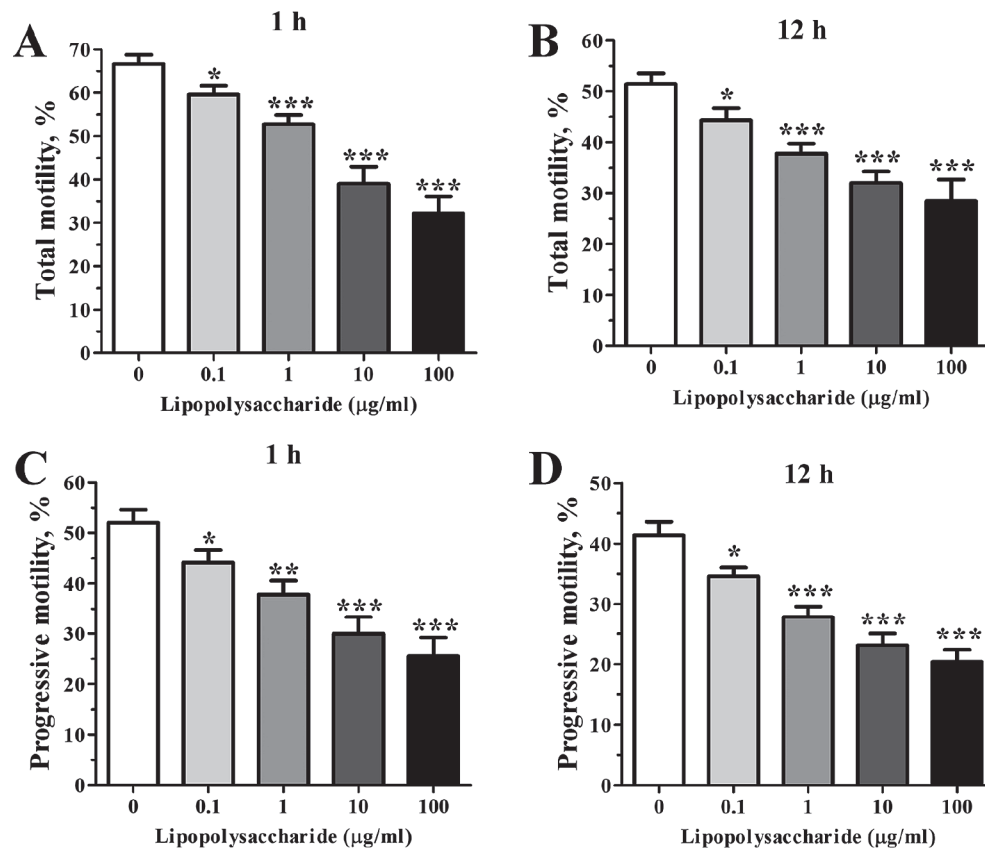 A
1 h
Total motility, %
70
60
50
40
30
20
10
0
*
***
***
***
0 0.1 1 10 100
Lipopolysaccharide (μg/ml)
B
12 h
Total motility, %
60
50
40
30
20
10
0
*
***
***
***
0 0.1 1 10 100
Lipopolysaccharide (μg/ml)
C
1 h
Progressive motility, %
60
50
40
30
20
10
0
*
**
***
***
0 0.1 1 10 100
Lipopolysaccharide (μg/ml)
D
12 h
Progressive motility, %
50
40
30
20
10
0
*
***
***
***
0 0.1 1 10 100
Lipopolysaccharide (μg/ml)